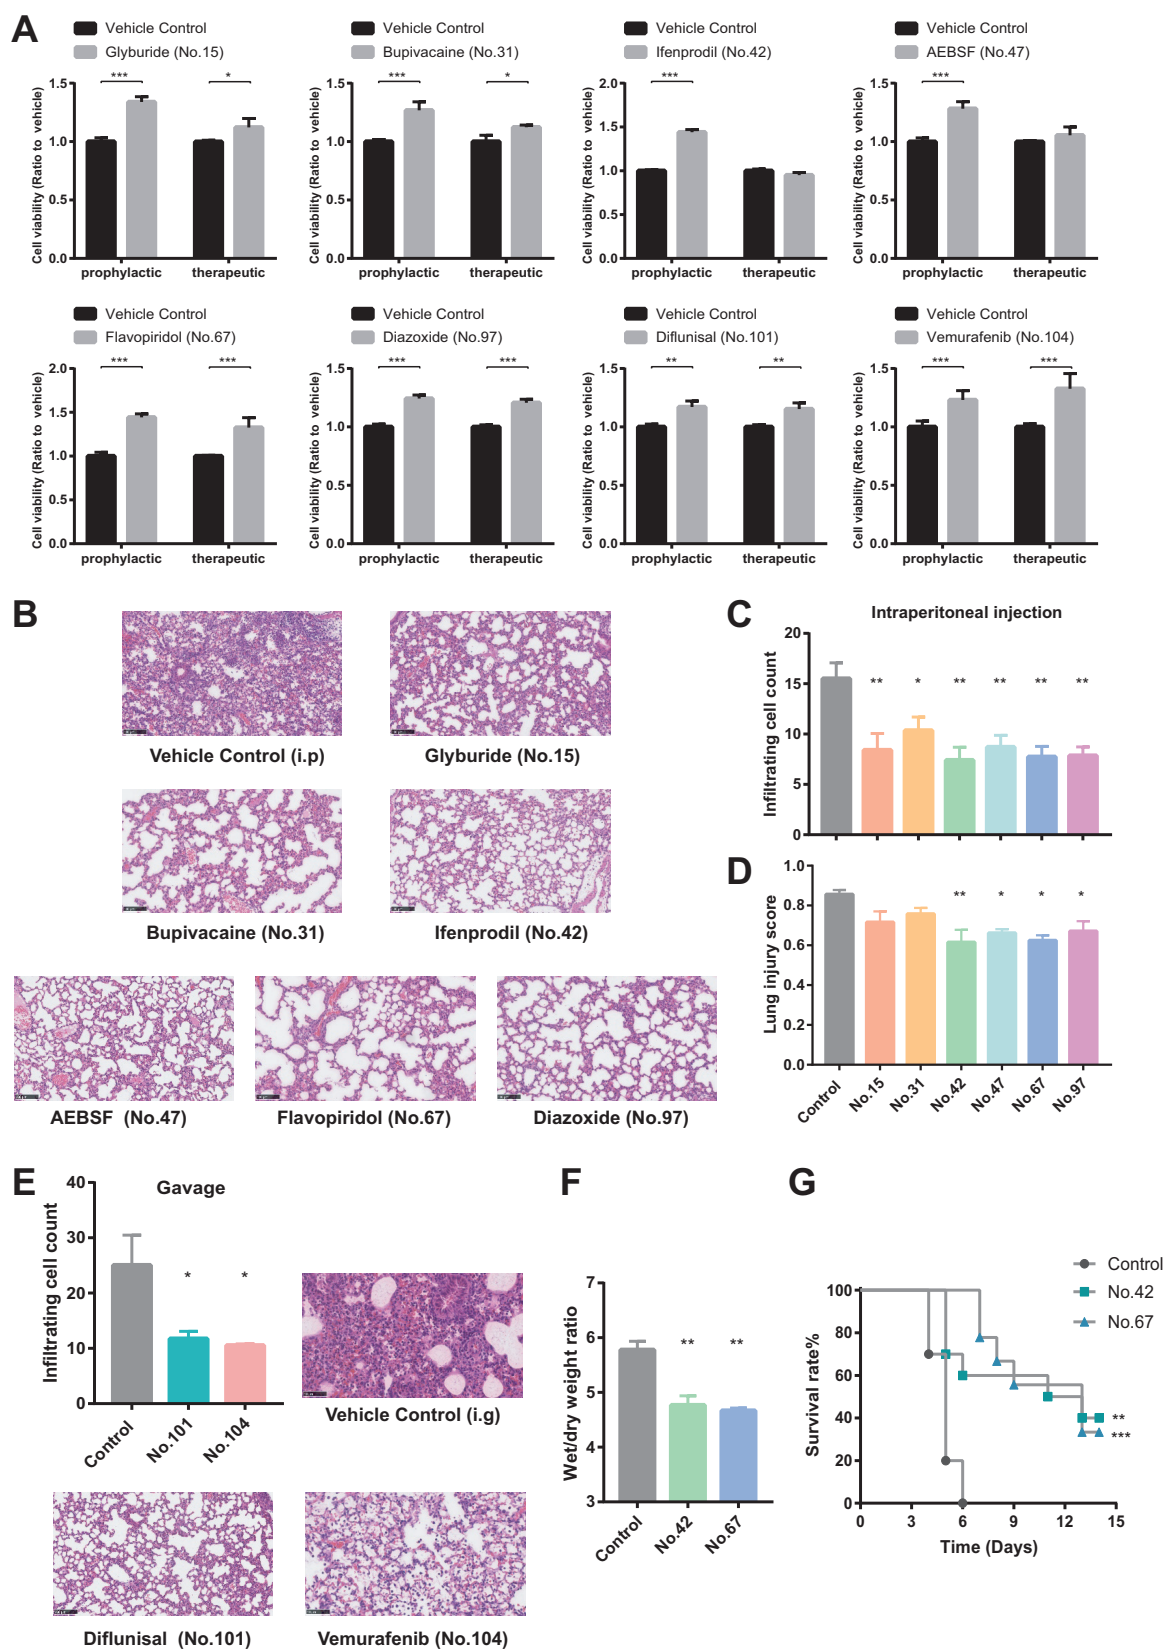 A
Vehicle Control
Glyburide (No.15)
Vehicle Control
Bupivacaine (No.31)
Vehicle Control
Ifenprodil (No.42)
Vehicle Control
AEBSF (No.47)
Cell viability (Ratio to vehicle)
1.5
1.0
0.5
0.0
***
*
prophylactic
therapeutic
Cell viability (Ratio to vehicle)
1.5
1.0
0.5
0.0
***
*
prophylactic
therapeutic
Cell viability (Ratio to vehicle)
2.0
1.5
1.0
0.5
0.0
***
prophylactic
therapeutic
Cell viability (Ratio to vehicle)
1.5
1.0
0.5
0.0
***
prophylactic
therapeutic
Vehicle Control
Flavopiridol (No.67)
Vehicle Control
Diazoxide (No.97)
Vehicle Control
Diflunisal (No.101)
Vehicle Control
Vemurafenib (No.104)
Cell viability (Ratio to vehicle)
2.0
1.5
1.0
0.5
0.0
***
***
prophylactic
therapeutic
Cell viability (Ratio to vehicle)
1.5
1.0
0.5
0.0
***
***
prophylactic
therapeutic
Cell viability (Ratio to vehicle)
1.5
1.0
0.5
0.0
**
**
prophylactic
therapeutic
Cell viability (Ratio to vehicle)
1.5
1.0
0.5
0.0
***
***
prophylactic
therapeutic
B
Vehicle Control (i.p)
Glyburide (No.15)
Bupivacaine (No.31)
Ifenprodil (No.42)
AEBSF (No.47)
Flavopiridol (No.67)
Diazoxide (No.97)
C
Intraperitoneal injection
Infiltrating cell count
20
15
10
5
0
** * ** ** ** **
D
Lung injury score
1.0
0.8
0.6
0.4
0.2
0.0
** * * *
Control
No.15
No.31
No.42
No.47
No.67
No.97
E
Gavage
Infiltrating cell count
40
30
20
10
0
* *
Control
No.101
No.104
Vehicle Control (i.g)
Diflunisal (No.101)
Vemurafenib (No.104)
F
Wet/dry weight ratio
7
6
5
4
3
** **
Control
No.42
No.67
G
Control
No.42
No.67
Survival rate%
100
80
60
40
20
0
**
***
0 3 6 9 12 15
Time (Days)